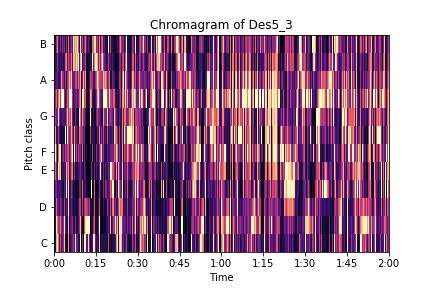 Chromagram of Des5_3
Pitch class
B
A
G
F
E
D
C
0:00 0:15 0:30 0:45 1:00 1:15 1:30 1:45 2:00
Time